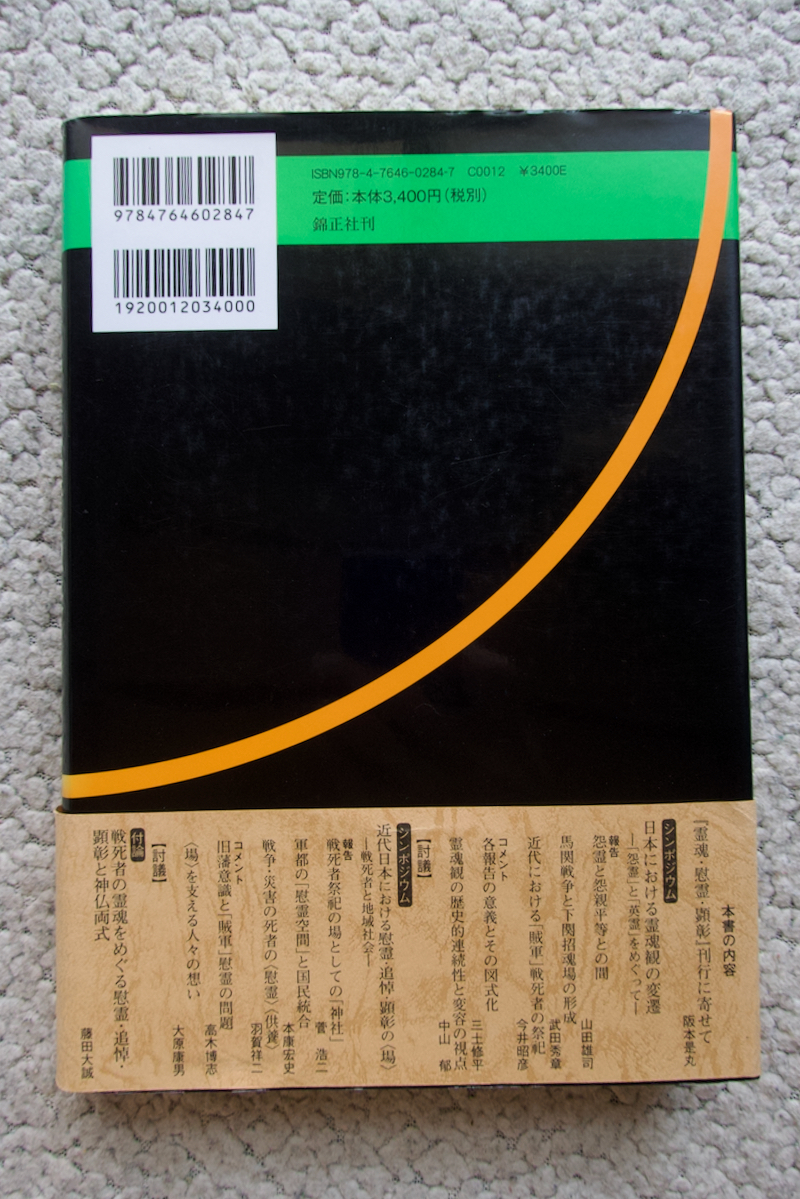 9784764602847
1920012034000
ISBN978-4-7646-0284-7 C0012 ¥3400E
定価：本体3,400円（税別）
錦正社刊
本書の内容
『霊魂・慰霊・顕彰』刊行に寄せて 阪本是丸
シンポジウム
日本における霊魂観の変遷
―「怨霊」と「英霊」をめぐって―
報告
怨霊と怨親平等との間 山田雄司
馬関戦争と下関招魂場の形成 武田秀章
近代における「賊軍」戦死者の祭祀 今井昭彦
コメント
各報告の意義とその図式化 三土修平
霊魂観の歴史的連続性と変容の視点 中山 郁
【討議】
シンポジウム
近代日本における慰霊・追悼・顕彰の〈場〉
―戦死者と地域社会―
報告
戦死者祭祀の場としての「神社」 菅 浩二
軍都の「慰霊空間」と国民統合 本康宏史
戦争・災害の死者の〈慰霊〉〈供養〉 羽賀祥二
コメント
旧藩意識と「賊軍」慰霊の問題 高木博志
〈場〉を支える人々の想い 大原康男
【討議】
付論
戦死者の霊魂をめぐる慰霊・追悼・
顕彰と神仏両式 藤田大誠